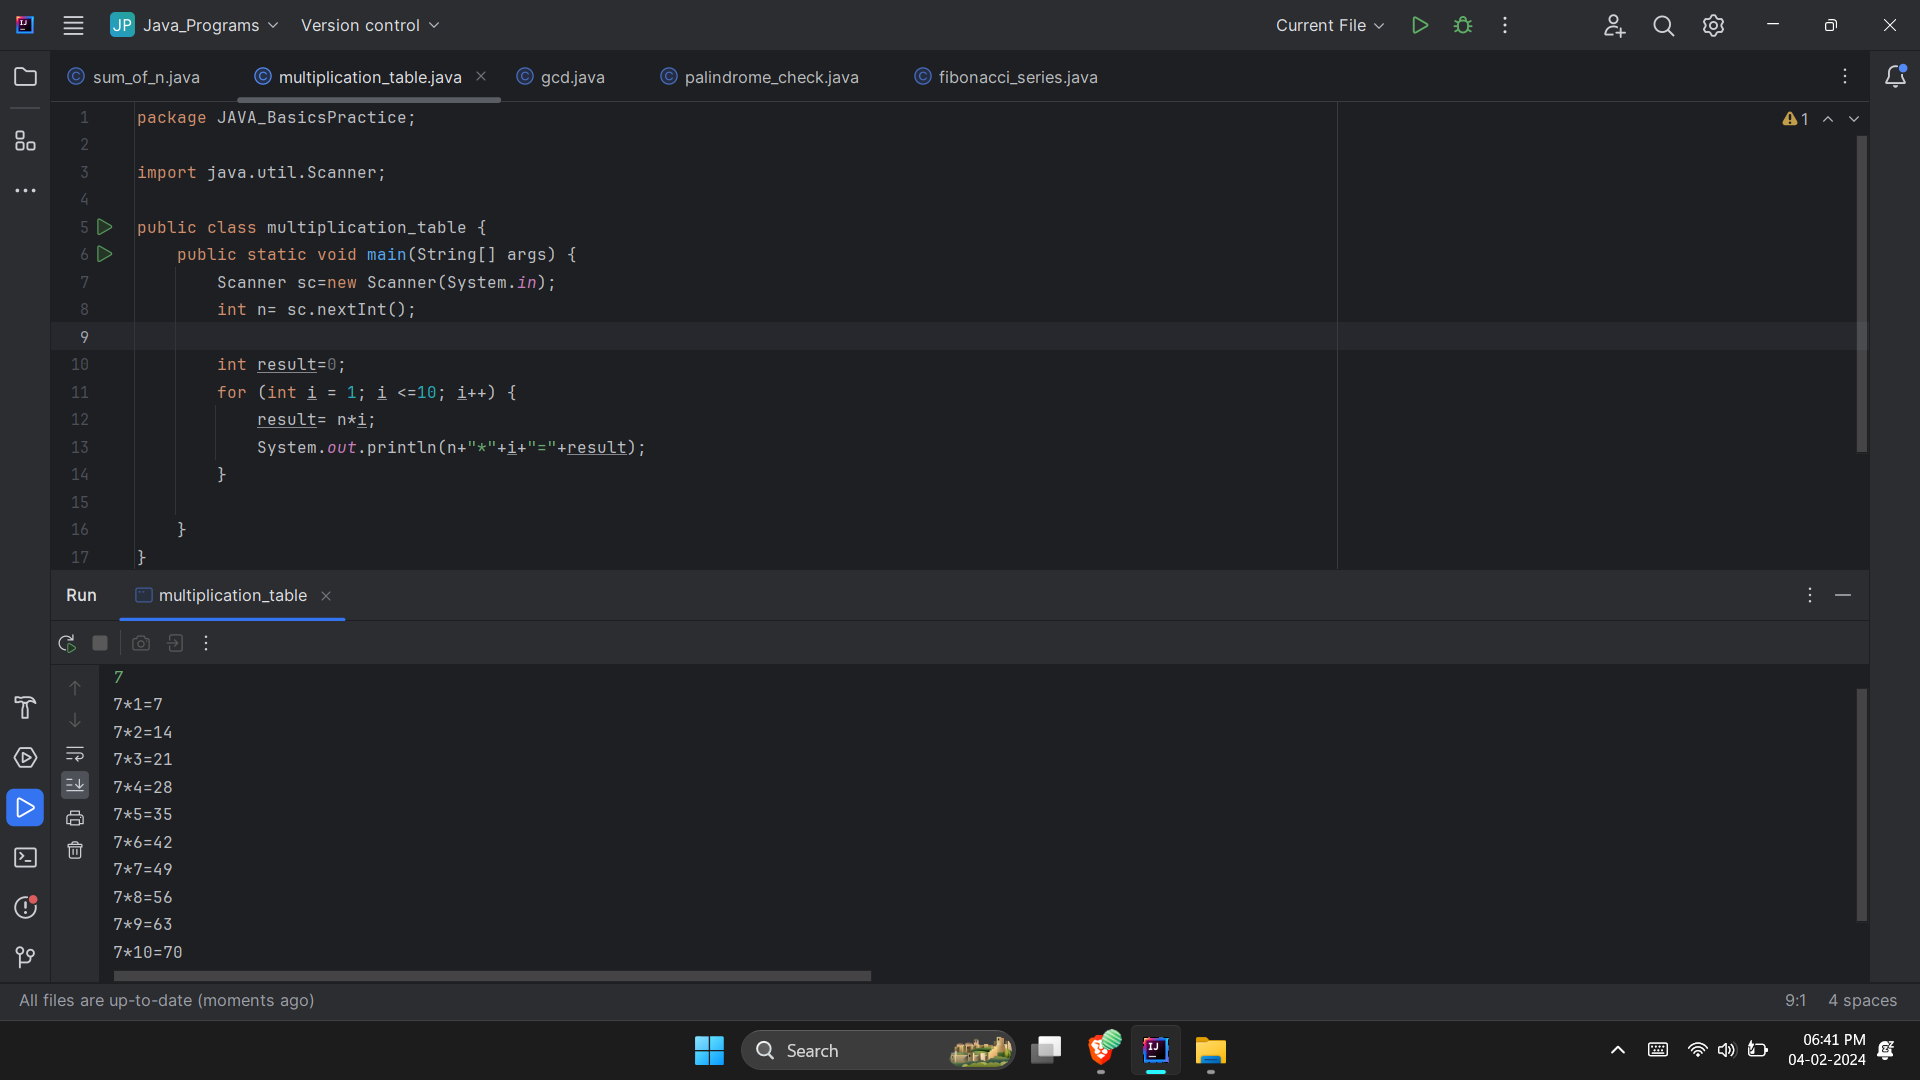 JP Java_Programs Version control Current File
sum_of_n.java multiplication_table.java gcd.java palindrome_check.java fibonacci_series.java
1 package JAVA_BasicsPractice; 1
2
3 import java.util.Scanner;
4
5 public class multiplication_table {
6 public static void main(String[] args) {
7 Scanner sc=new Scanner(System.in);
8 int n= sc.nextInt();
9
10 int result=0;
11 for (int i = 1; i <=10; i++) {
12 result= n*i;
13 System.out.println(n+"*"+i+"="+result);
14 }
15
16 }
17 }
Run multiplication_table
7
7*1=7
7*2=14
7*3=21
7*4=28
7*5=35
7*6=42
7*7=49
7*8=56
7*9=63
7*10=70
All files are up-to-date (moments ago) 9:1 4 spaces
Search
06:41 PM
04-02-2024